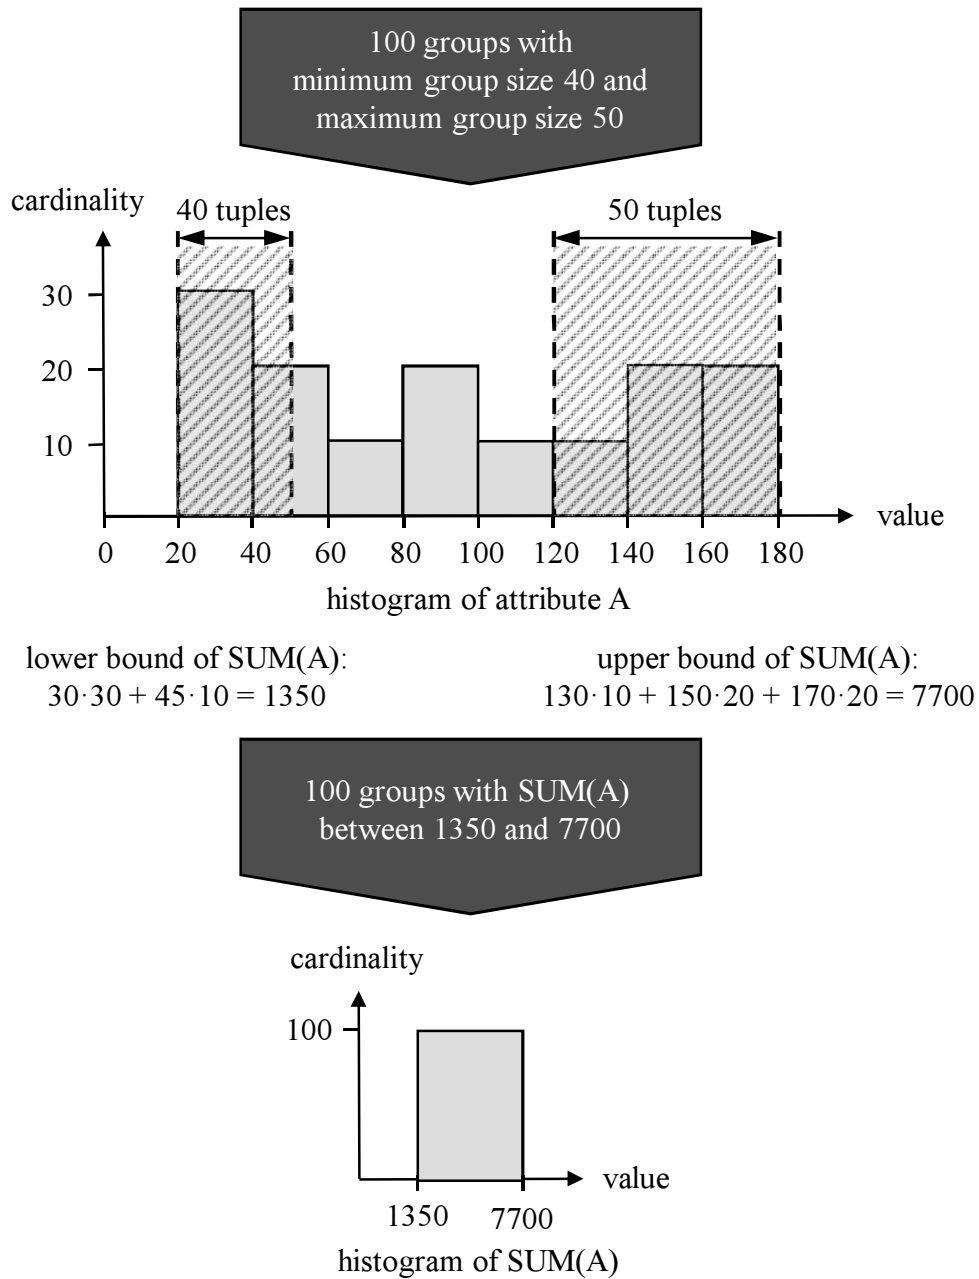 100 groups with
minimum group size 40 and
maximum group size 50
cardinality
40 tuples
50 tuples
30
20
10
value
0 20 40 60 80 100 120 140 160 180
histogram of attribute A
lower bound of SUM(A):
30·30 + 45·10 = 1350
upper bound of SUM(A):
130·10 + 150·20 + 170·20 = 7700
100 groups with SUM(A)
between 1350 and 7700
cardinality
100
value
1350 7700
histogram of SUM(A)